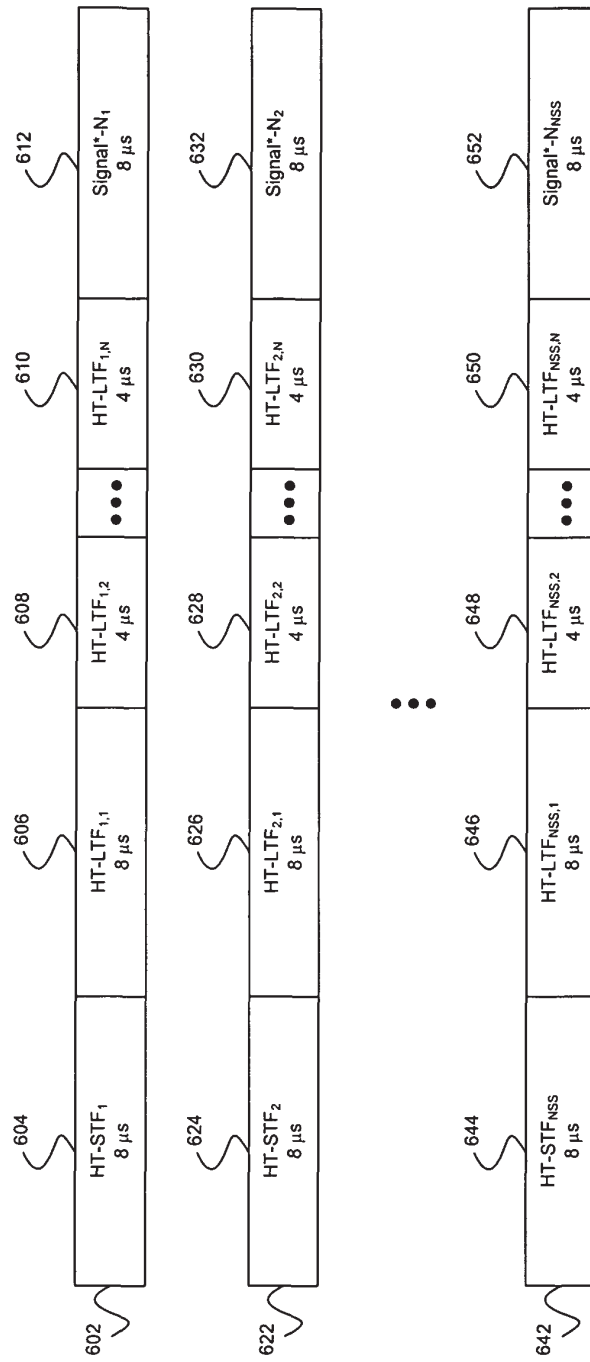 602
604
HT-STF1
8 μs
606
HT-LTF1,1
8 μs
608
HT-LTF1,2
4 μs
610
HT-LTF1,N
4 μs
612
Signal*-N1
8 μs
622
624
HT-STF2
8 μs
626
HT-LTF2,1
8 μs
628
HT-LTF2,2
4 μs
630
HT-LTF2,N
4 μs
632
Signal*-N2
8 μs
642
644
HT-STFNSS
8 μs
646
HT-LTFNSS,1
8 μs
648
HT-LTFNSS,2
4 μs
650
HT-LTFNSS,N
4 μs
652
Signal*-NNSS
8 μs